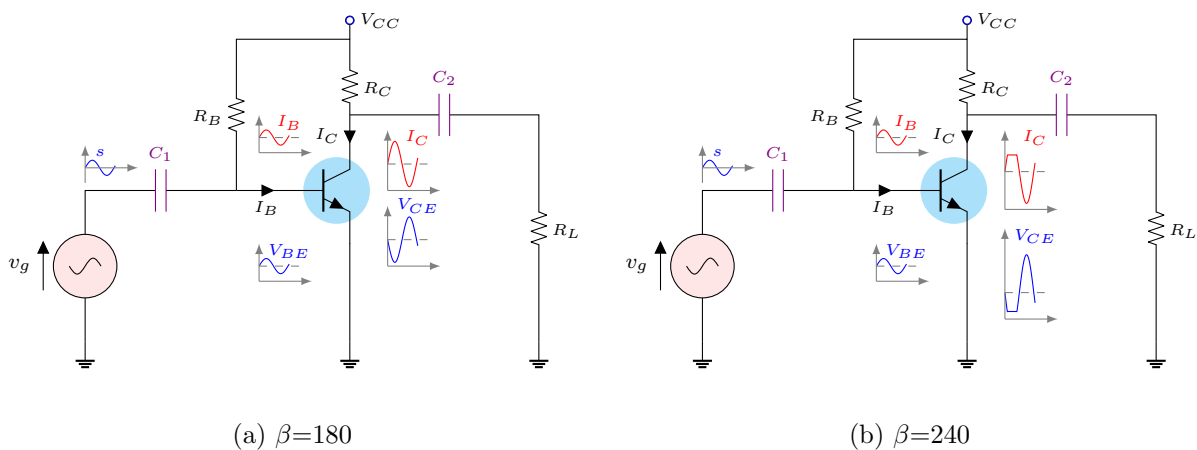 V_CC
R_C
C_2
R_B
I_B
I_C
I_C
s
C_1
I_B
V_CE
V_BE
R_L
v_g
(a) β=180
V_CC
R_C
C_2
R_B
I_B
I_C
I_C
s
C_1
I_B
V_CE
V_BE
R_L
v_g
(b) β=240